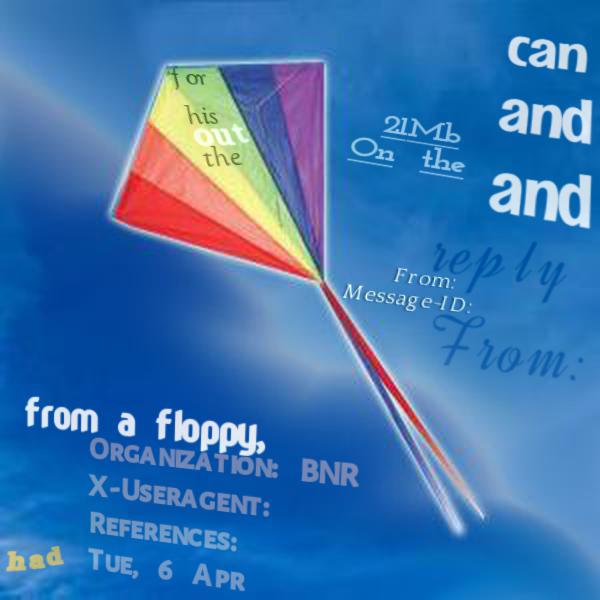 can
and
and
for
his
out
the
21Mb
On the
reply
From:
From:
Message-ID:
from a floppy,
Organization: BNR
X-Useragent:
References:
Tue, 6 Apr
had